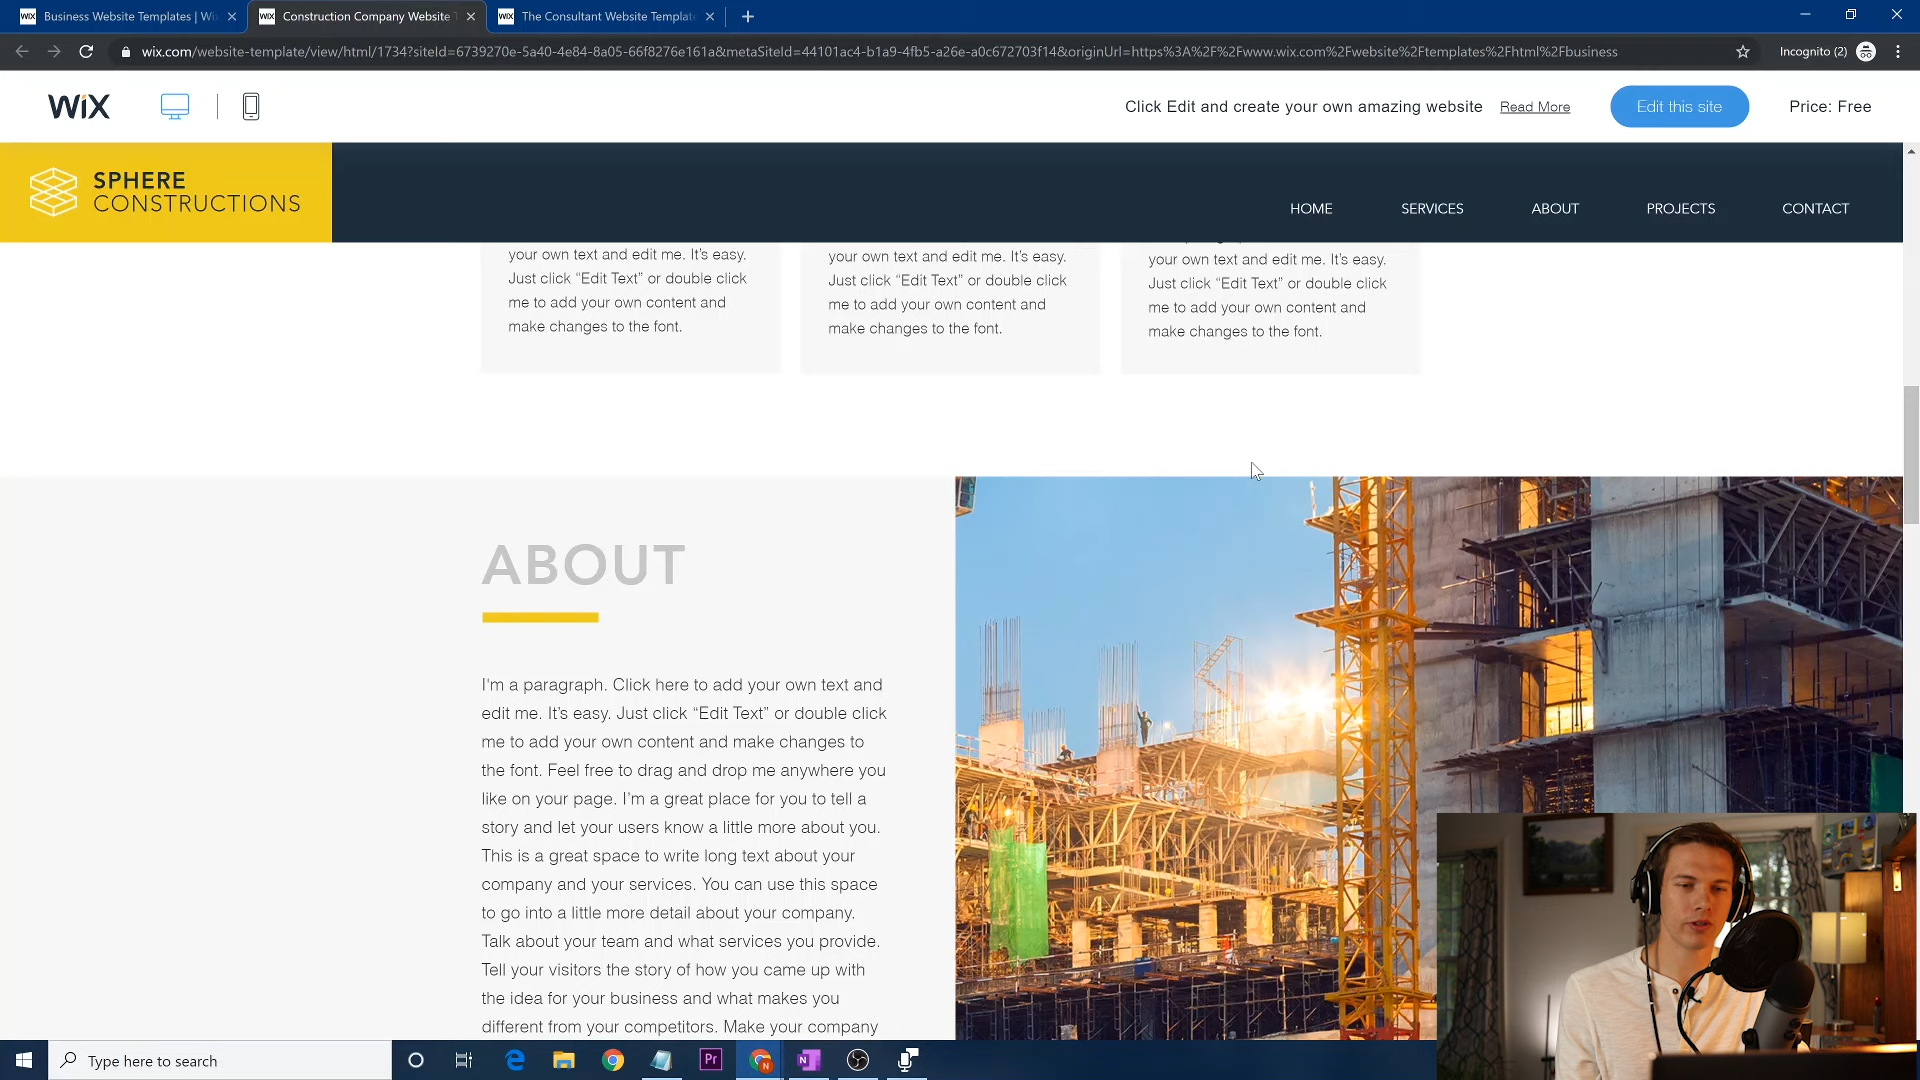 Business Website Templates | Wix
Construction Company Website T
The Consultant Website Template
wix.com/website-template/view/html/1734?siteId=6739270e-5a40-4e84-8a05-66f8276e161a&metaSiteId=44101ac4-b1a9-4fb5-a26e-a0c672703f14&originUrl=https%3A%2F%2Fwww.wix.com%2Fwebsite%2Ftemplates%2Fhtml%2Fbusiness
Incognito (2)
WiX
Click Edit and create your own amazing website
Read More
Edit this site
Price: Free
SPHERE
CONSTRUCTIONS
HOME
SERVICES
ABOUT
PROJECTS
CONTACT
your own text and edit me. It's easy.
Just click “Edit Text” or double click
me to add your own content and
make changes to the font.
your own text and edit me. It's easy.
Just click “Edit Text” or double click
me to add your own content and
make changes to the font.
your own text and edit me. It's easy.
Just click “Edit Text” or double click
me to add your own content and
make changes to the font.
ABOUT
I'm a paragraph. Click here to add your own text and
edit me. It’s easy. Just click “Edit Text” or double click
me to add your own content and make changes to
the font. Feel free to drag and drop me anywhere you
like on your page. I’m a great place for you to tell a
story and let your users know a little more about you.
This is a great space to write long text about your
company and your services. You can use this space
to go into a little more detail about your company.
Talk about your team and what services you provide.
Tell your visitors the story of how you came up with
the idea for your business and what makes you
different from your competitors. Make your company
Type here to search